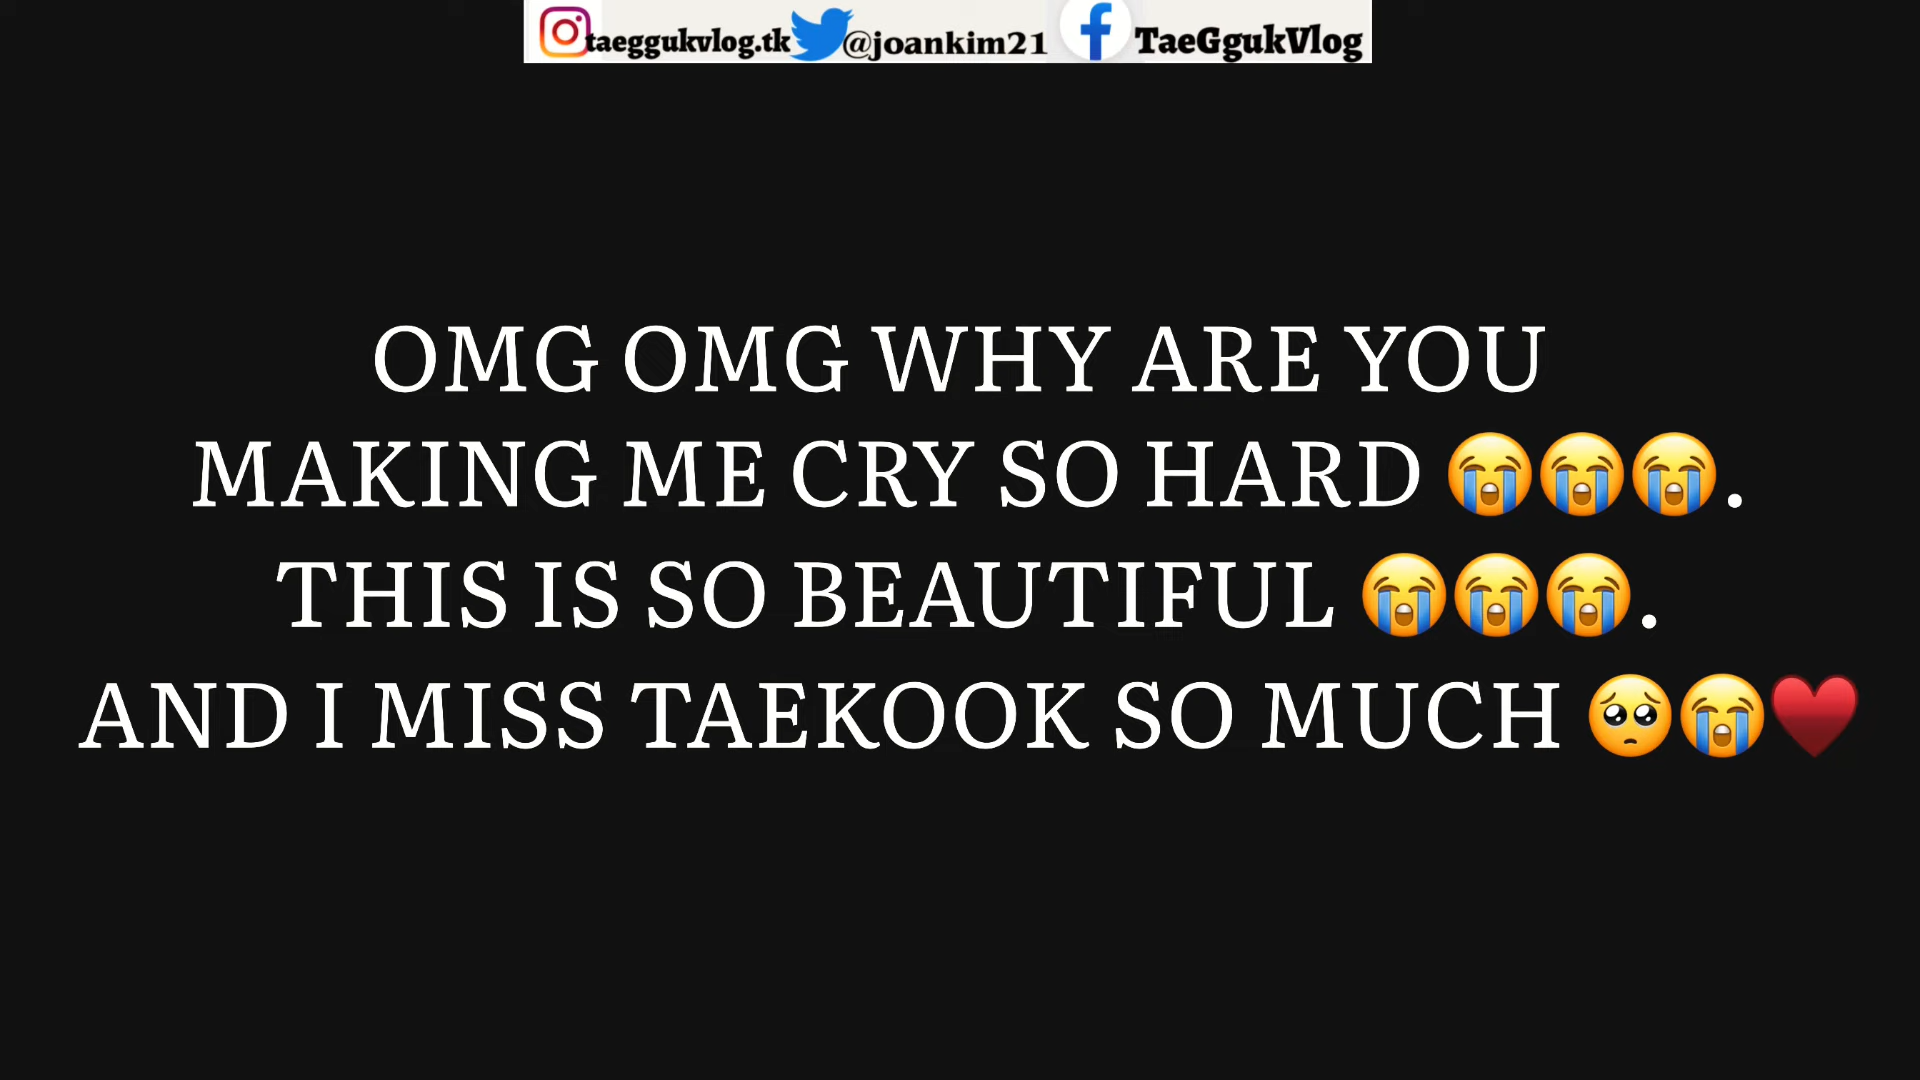 taeggukvlog.tk @joankim21 TaeGgukVlog
OMG OMG WHY ARE YOU
MAKING ME CRY SO HARD 😭😭😭.
THIS IS SO BEAUTIFUL 😭😭😭.
AND I MISS TAEKOOK SO MUCH 🥺😭♥️